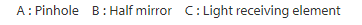 A : Pinhole B : Half mirror C : Light receiving element